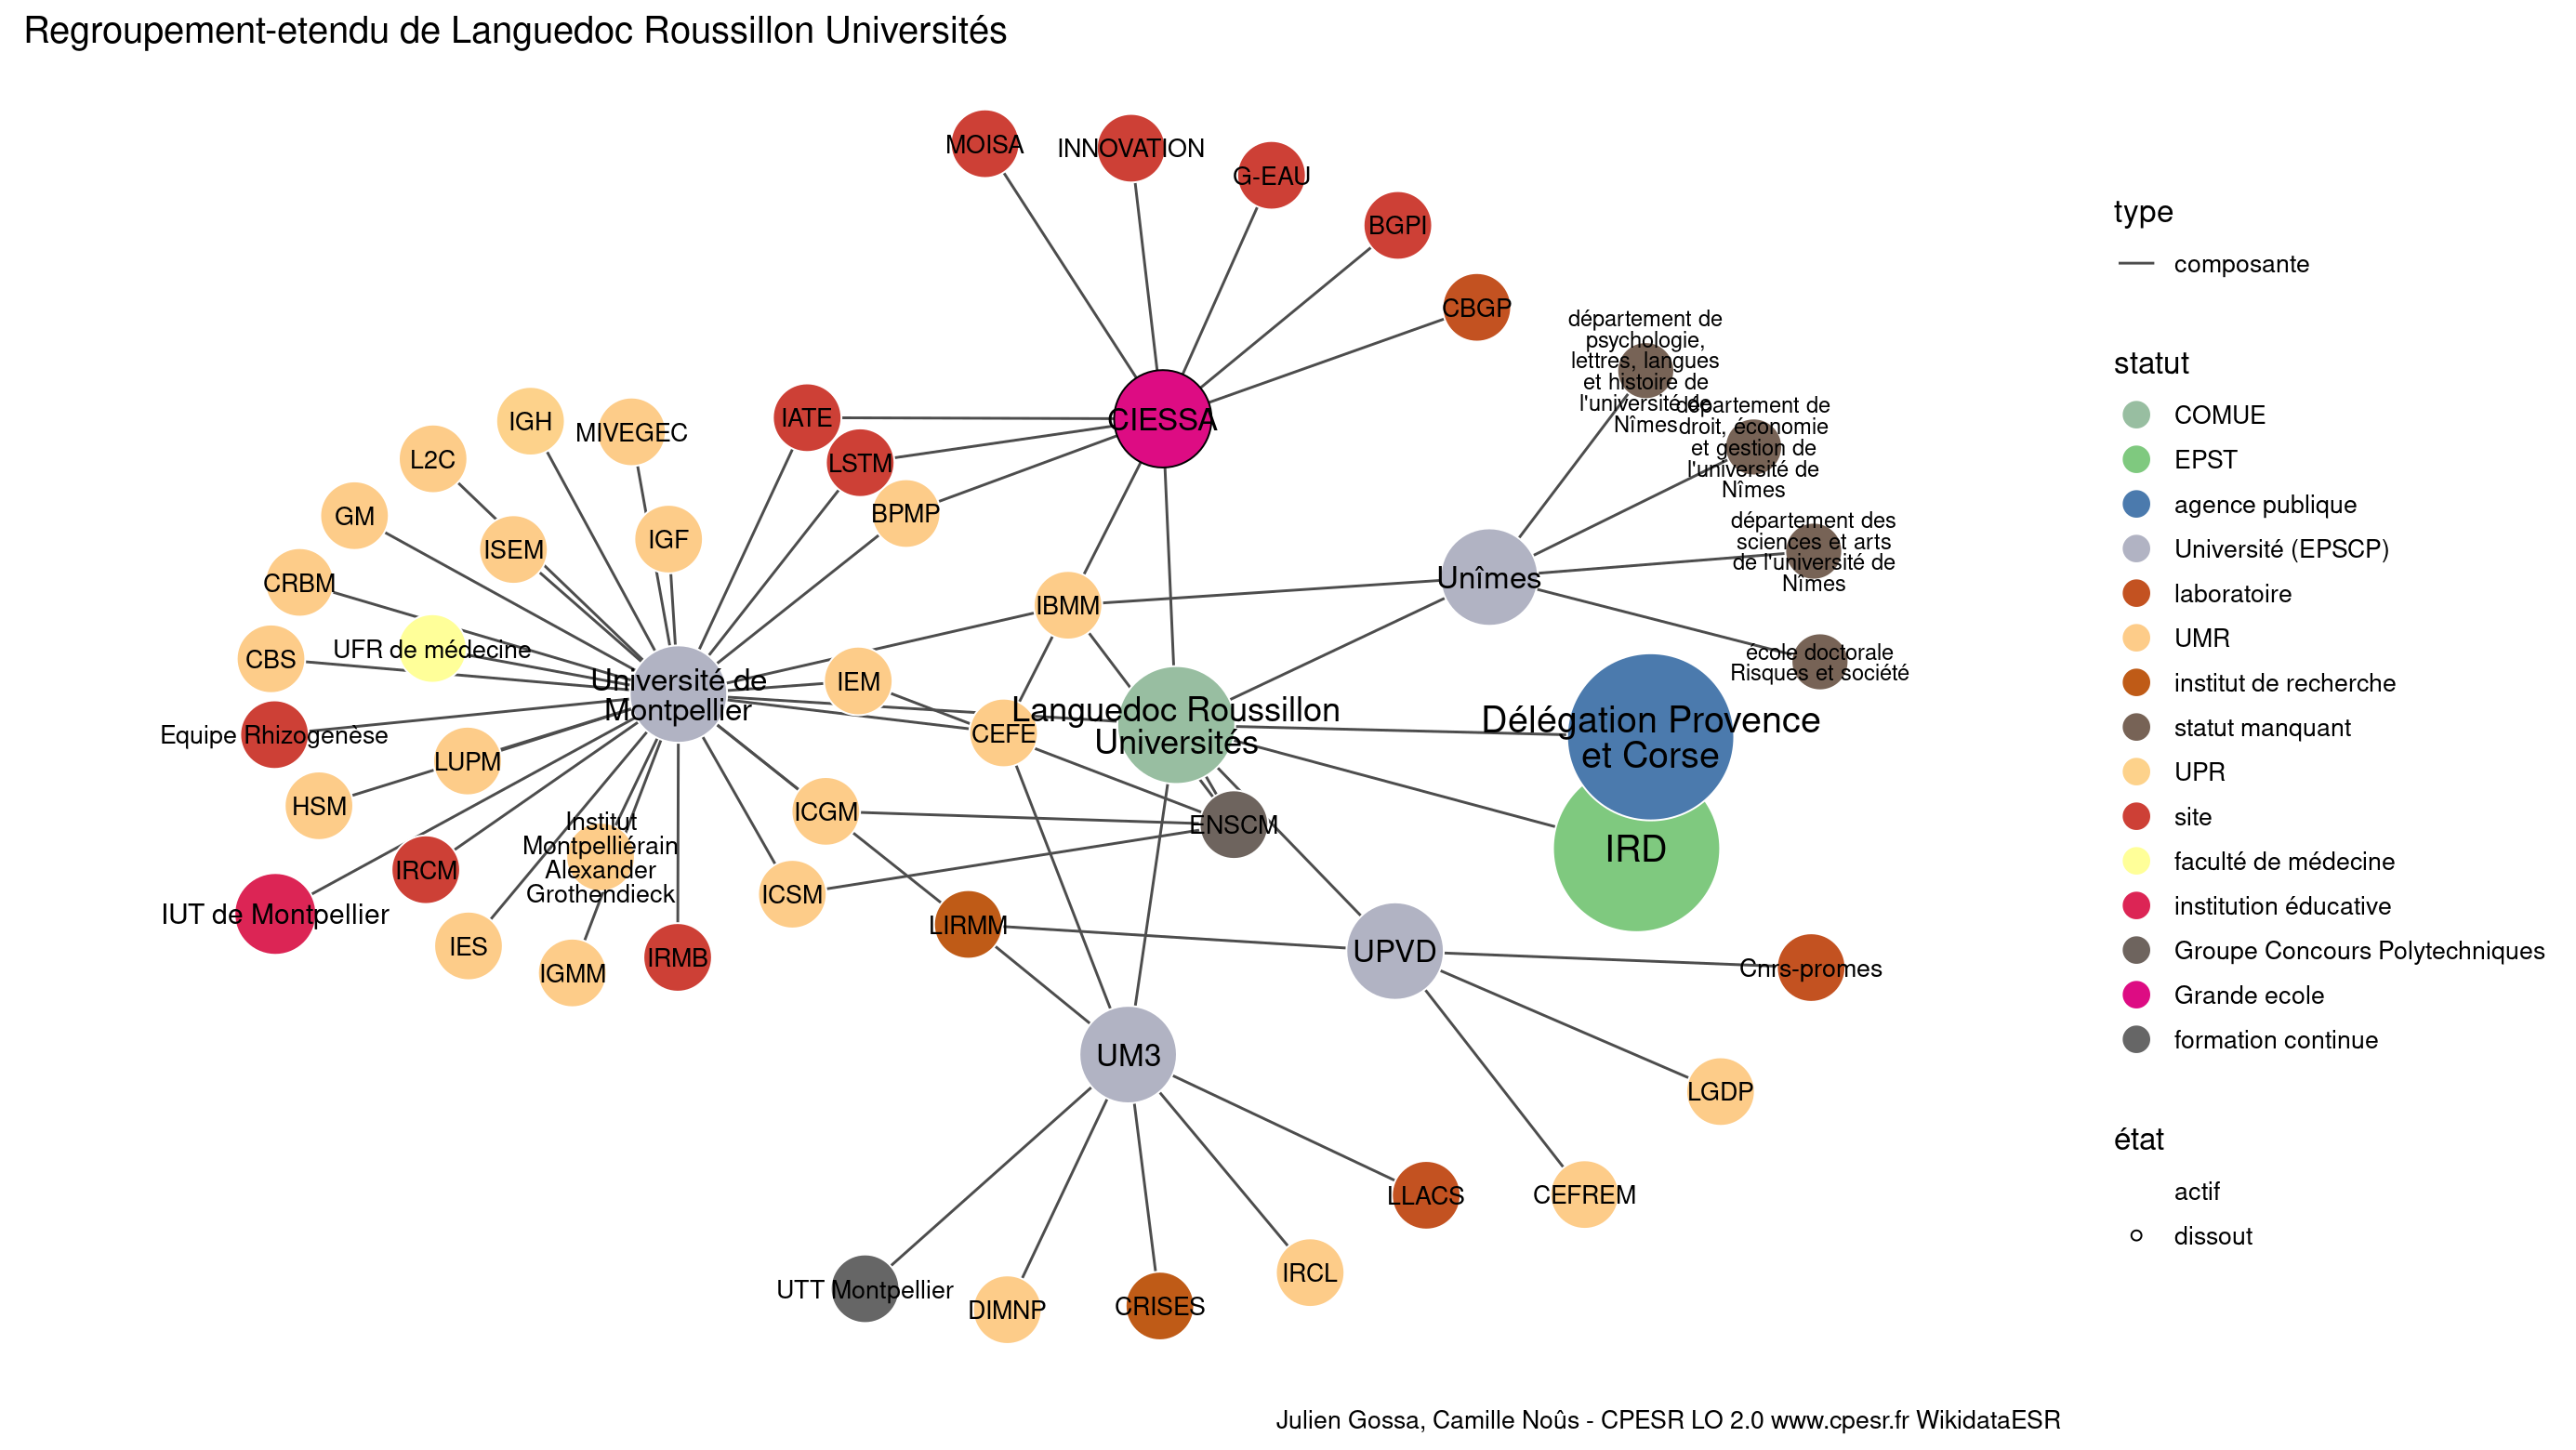 Regroupement-etendu de Languedoc Roussillon Universités
MOISA
INNOVATION
G-EAU
BGPI
CBGP
CIESSA
IATE
LSTM
BPMP
IGH
MIVEGEC
L2C
GM
ISEM
IGF
CRBM
UFR de médecine
CBS
Université de
Montpellier
Equipe Rhizogenèse
LUPM
HSM
IRCM
IUT de Montpellier
Institut
Montpelliérain
Alexander
Grothendieck
IES
IGMM
IRMB
IBMM
IEM
CEFE
ICGM
ICSM
LIRMM
Languedoc Roussillon
Universités
ENSCM
Unîmes
département de
psychologie,
lettres, langues
et histoire de
l'université de
Nîmes
département de
droit, économie
et gestion de
l'université de
Nîmes
département des
sciences et arts
de l'université de
Nîmes
école doctorale
Risques et société
Délégation Provence
et Corse
IRD
UPVD
Cnrs-promes
LGDP
CEFREM
UM3
LLACS
IRCL
CRISES
DIMNP
UTT Montpellier
type
composante
statut
COMUE
EPST
agence publique
Université (EPSCP)
laboratoire
UMR
institut de recherche
statut manquant
UPR
site
faculté de médecine
institution éducative
Groupe Concours Polytechniques
Grande ecole
formation continue
état
actif
dissout
Julien Gossa, Camille Noûs - CPESR LO 2.0 www.cpesr.fr WikidataESR